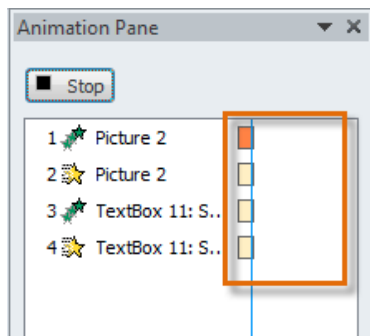 Animation Pane
Stop
1 Picture 2
2 Picture 2
3 TextBox 11: S..
4 TextBox 11: S..